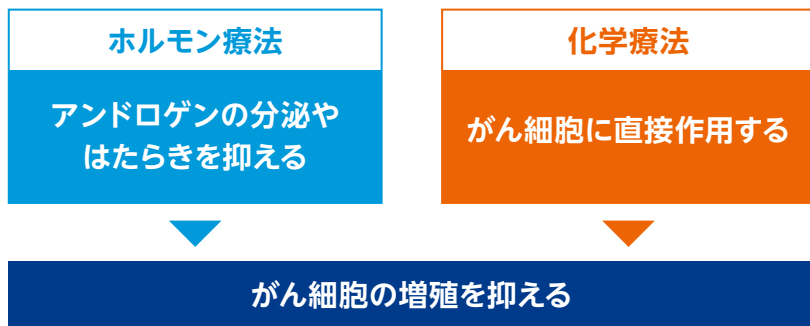 ホルモン療法
アンドロゲンの分泌や
はたらきを抑える
化学療法
がん細胞に直接作用する
がん細胞の増殖を抑える